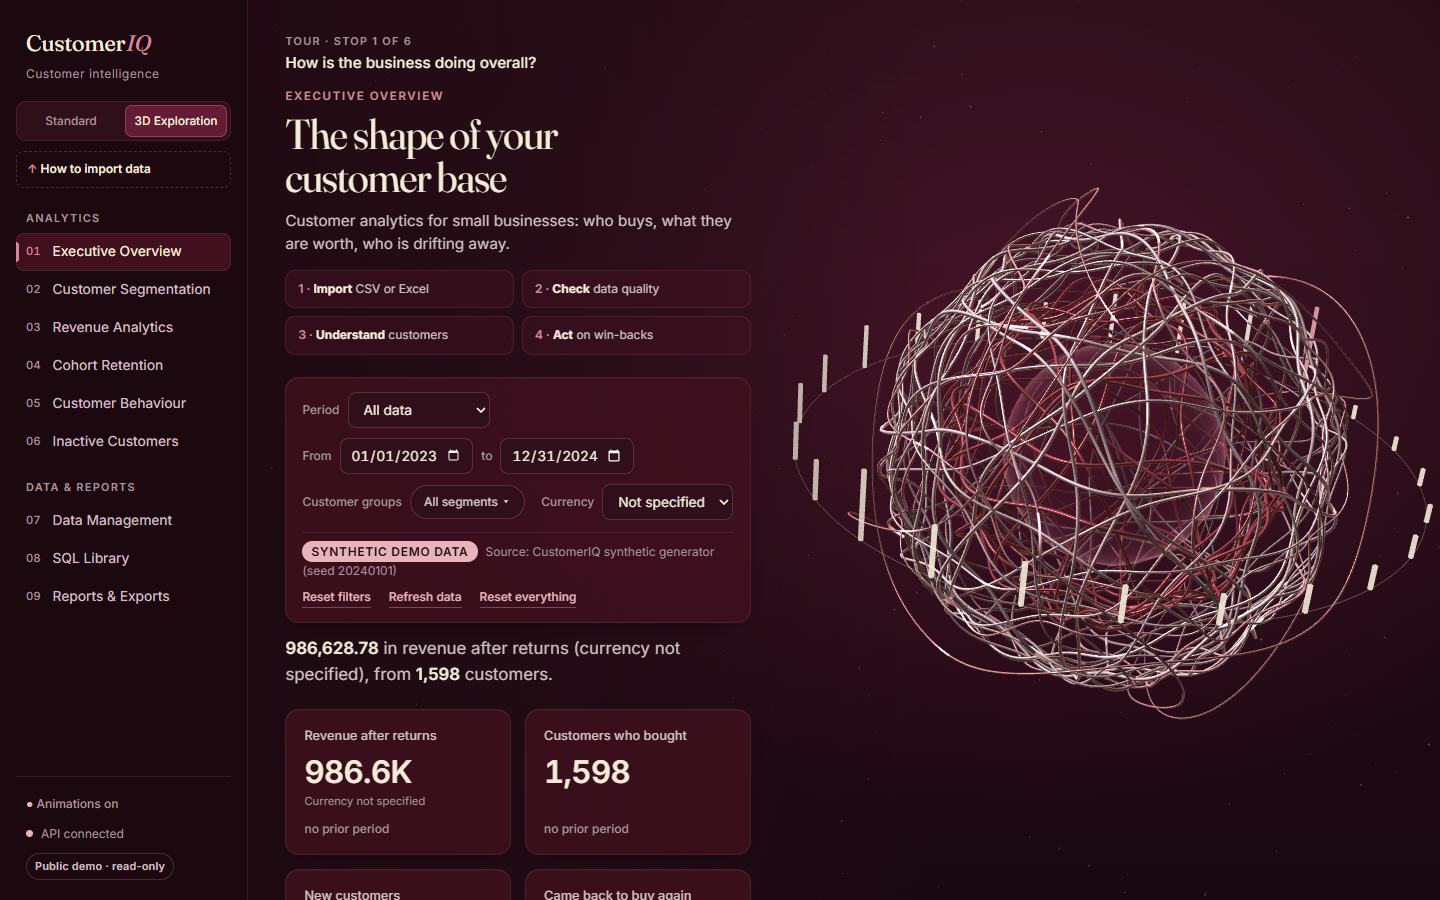 CustomerIQ
Customer intelligence
Standard
3D Exploration
↑ How to import data
ANALYTICS
01 Executive Overview
02 Customer Segmentation
03 Revenue Analytics
04 Cohort Retention
05 Customer Behaviour
06 Inactive Customers
DATA & REPORTS
07 Data Management
08 SQL Library
09 Reports & Exports
Animations on
API connected
Public demo · read-only
TOUR · STOP 1 OF 6
How is the business doing overall?
EXECUTIVE OVERVIEW
The shape of your
customer base
Customer analytics for small businesses: who buys, what they
are worth, who is drifting away.
1 · Import CSV or Excel
2 · Check data quality
3 · Understand customers
4 · Act on win-backs
Period All data
From 01/01/2023 to 12/31/2024
Customer groups All segments Currency Not specified
SYNTHETIC DEMO DATA Source: CustomerIQ synthetic generator
(seed 20240101)
Reset filters Refresh data Reset everything
986,628.78 in revenue after returns (currency not
specified), from 1,598 customers.
Revenue after returns
986.6K
Currency not specified
no prior period
Customers who bought
1,598
no prior period
New customers
Came back to buy again